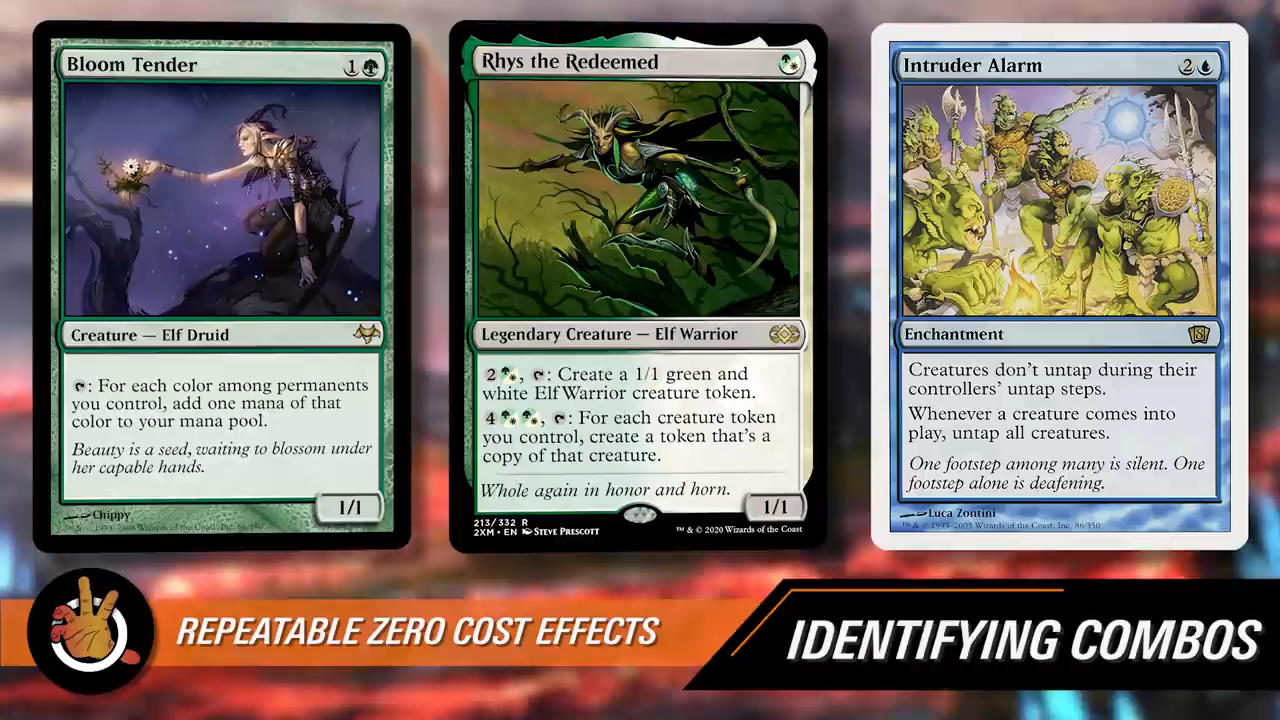 Bloom Tender 1
Creature — Elf Druid
: For each color among permanents
you control, add one mana of that
color to your mana pool.
Beauty is a seed, waiting to blossom under
her capable hands.
1/1
Chippy
Rhys the Redeemed
Legendary Creature — Elf Warrior
2 , : Create a 1/1 green and
white Elf Warrior creature token.
4 , : For each creature token
you control, create a token that's a
copy of that creature.
Whole again in honor and horn.
1/1
213/332 R
2XM • EN STEVE PRESCOTT
™ & © 2020 Wizards of the Coast
Intruder Alarm 2
Enchantment 8
Creatures don't untap during their
controllers' untap steps.
Whenever a creature comes into
play, untap all creatures.
One footstep among many is silent. One
footstep alone is deafening.
Luca Zontini
™ & © 1993-2003 Wizards of the Coast, Inc. 86/350
REPEATABLE ZERO COST EFFECTS
IDENTIFYING COMBOS